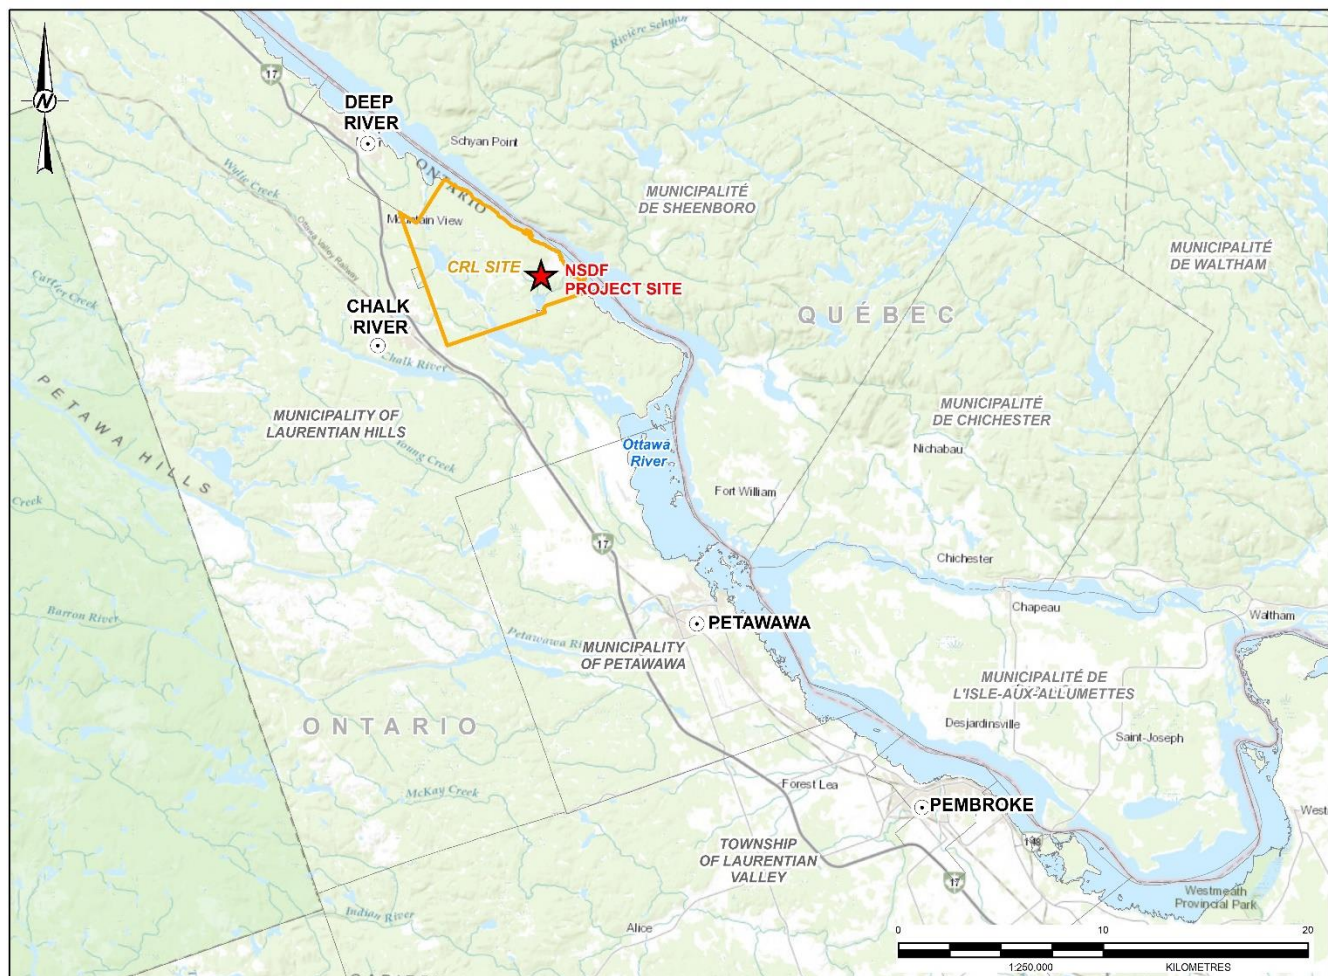 Rivière Schyan
17
N
DEEP
RIVER
Schyan Point
ONTARIO
Wylie Creek
MUNICIPALITÉ
DE SHEENBORO
Mountain View
Ottawa Valley Railway
MUNICIPALITÉ
DE WALTHAM
CRL SITE
NSDF
PROJECT SITE
Cartier Creek
CHALK
RIVER
QUÉBEC
Chalk River
PETAWAWA HILLS
MUNICIPALITY OF
LAURENTIAN HILLS
MUNICIPALITÉ
DE CHICHESTER
Young Creek
Ottawa
River
Nichabau
Creek
Fort William
17
Chichester
Barron River
Chapeau
Waltham
PETAWAWA
Petawawa Ri
MUNICIPALITY
OF PETAWAWA
MUNICIPALITÉ DE
L'ISLE-AUX-ALLUMETTES
ONTARIO
Desjardinsville
Saint-Joseph
McKay Creek
Forest Lea
PEMBROKE
West
TOWNSHIP
OF LAURENTIAN
VALLEY
148
17
Westmeath
Provincial Park
Indian River
Alice
0 10 20
1:250,000 KILOMETRES